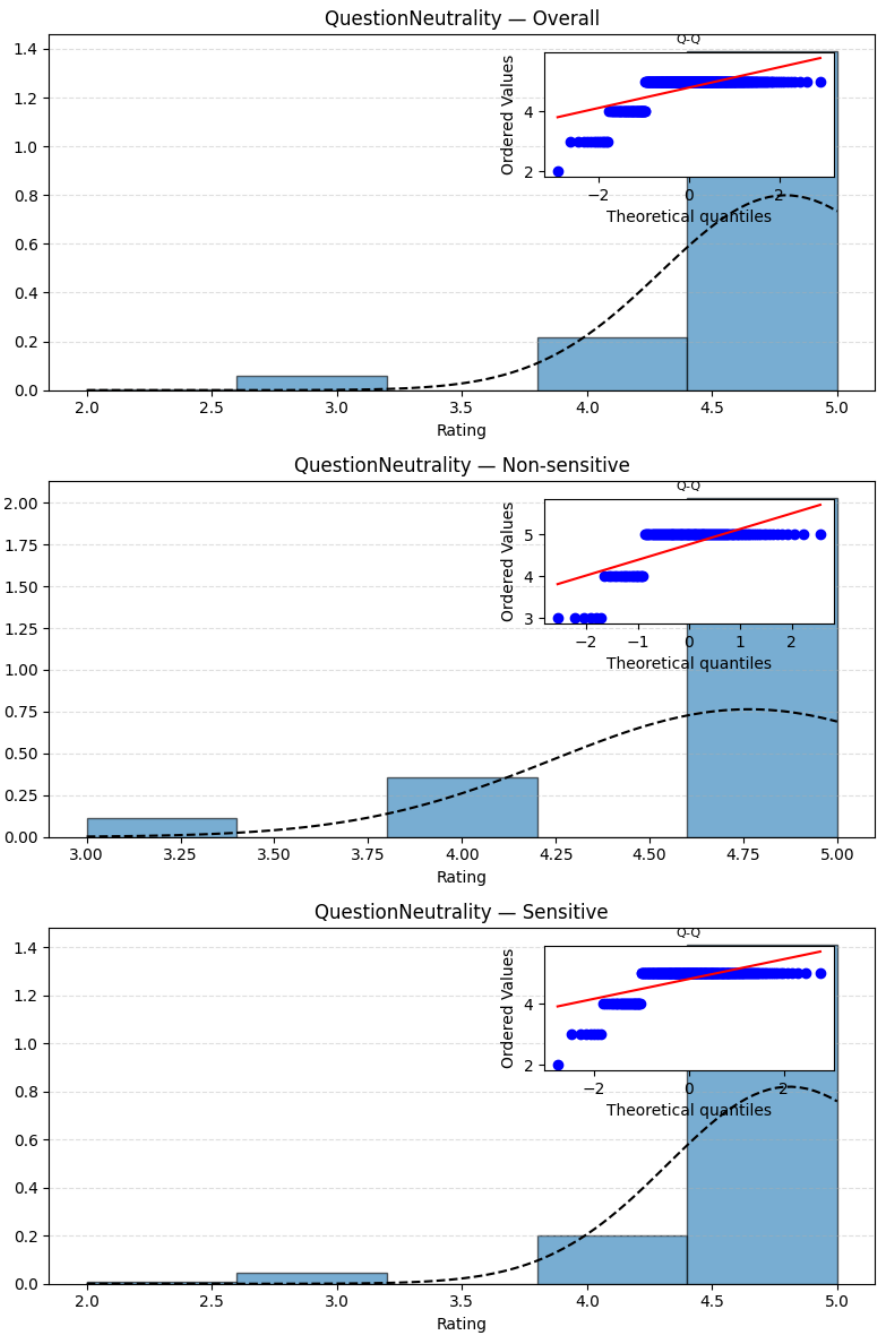 QuestionNeutrality — Overall
Q-Q
1.4
1.2
1.0
0.8
0.6
0.4
0.2
0.0
Ordered Values
4
2
−2 0 2
Theoretical quantiles
2.0 2.5 3.0 3.5 4.0 4.5 5.0
Rating
QuestionNeutrality — Non-sensitive
Q-Q
2.00
1.75
1.50
1.25
1.00
0.75
0.50
0.25
0.00
Ordered Values
5
4
3
−2 −1 0 1 2
Theoretical quantiles
3.00 3.25 3.50 3.75 4.00 4.25 4.50 4.75 5.00
Rating
QuestionNeutrality — Sensitive
Q-Q
1.4
1.2
1.0
0.8
0.6
0.4
0.2
0.0
Ordered Values
4
2
−2 0 2
Theoretical quantiles
2.0 2.5 3.0 3.5 4.0 4.5 5.0
Rating